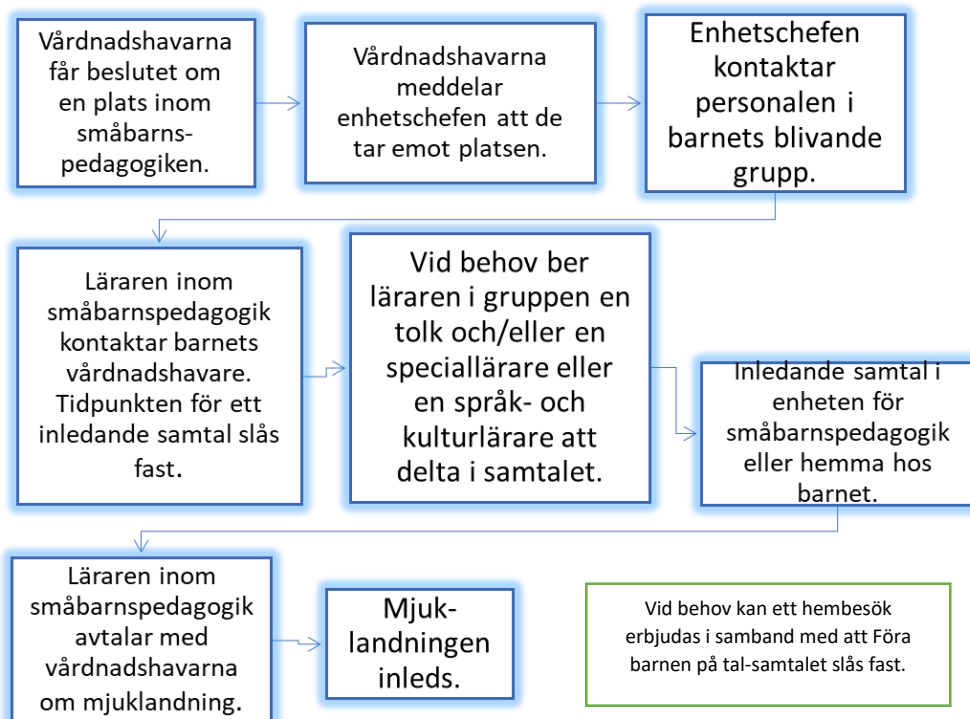 Vårdnadshavarna
får beslutet om
en plats inom
småbarns-
pedagogiken.
Vårdnadshavarna
meddelar
enhetschefen att de
tar emot platsen.
Enhetschefen
kontaktar
personalen i
barnets blivande
grupp.
Läraren inom
småbarnspedagogik
kontaktar barnets
vårdnadshavare.
Tidpunkten för ett
inledande samtal slås
fast.
Vid behov ber
läraren i gruppen en
tolk och/eller en
speciallärare eller
en språk- och
kulturlärare att
delta i samtalet.
Inledande samtal i
enheten för
småbarnspedagogik
eller hemma hos
barnet.
Läraren inom
småbarnspedagogik
avtalar med
vårdnadshavarna
om mjuklandning.
Mjuk-
landningen
inleds.
Vid behov kan ett hembesök
erbjudas i samband med att Föra
barnen på tal-samtalet slås fast.